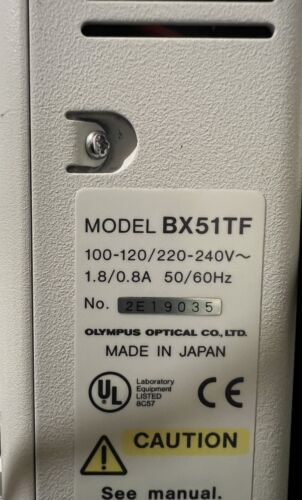 MODEL BX51TF
100-120/220-240V～
1.8/0.8A 50/60Hz
No. 2E19035
OLYMPUS OPTICAL CO., LTD.
MADE IN JAPAN
UL Laboratory
Equipment
LISTED
8C57
CE
CAUTION
See manual.